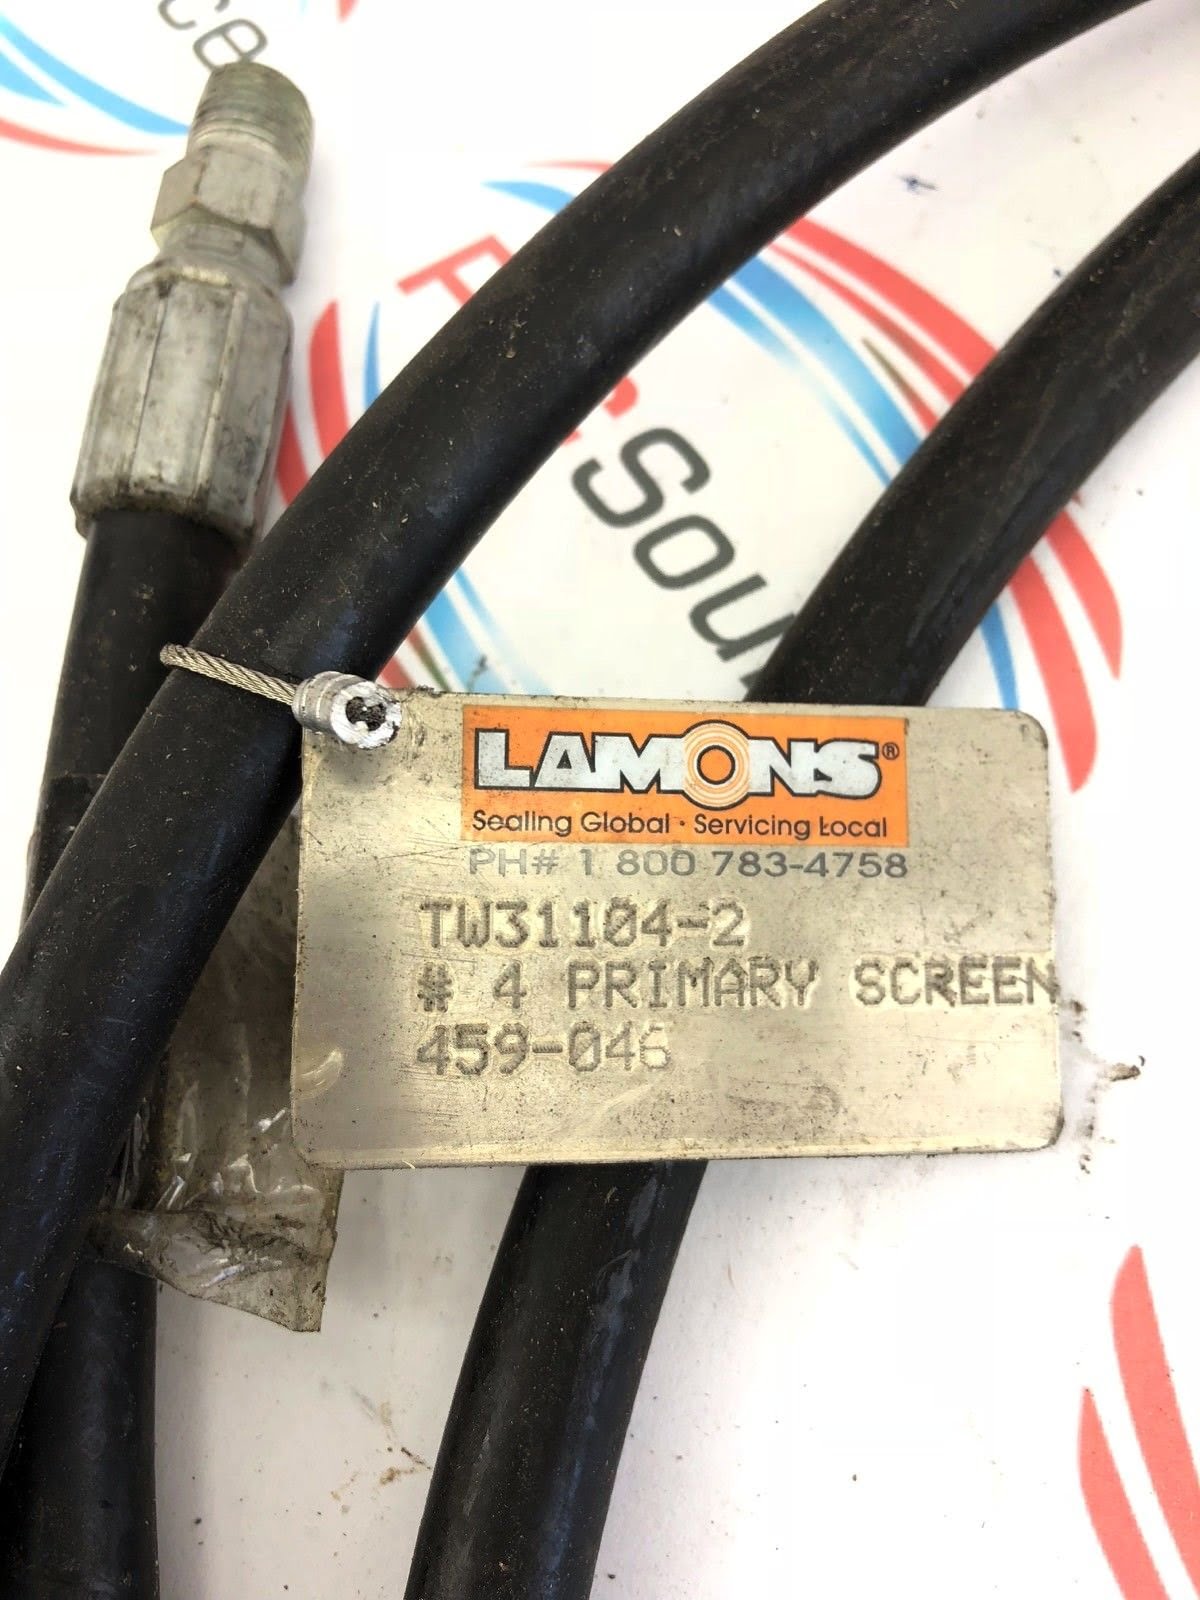 LAMONS®
Sealing Global · Servicing Local
PH# 1 800 783-4758
TW31104-2
# 4 PRIMARY SCREEN
459-046